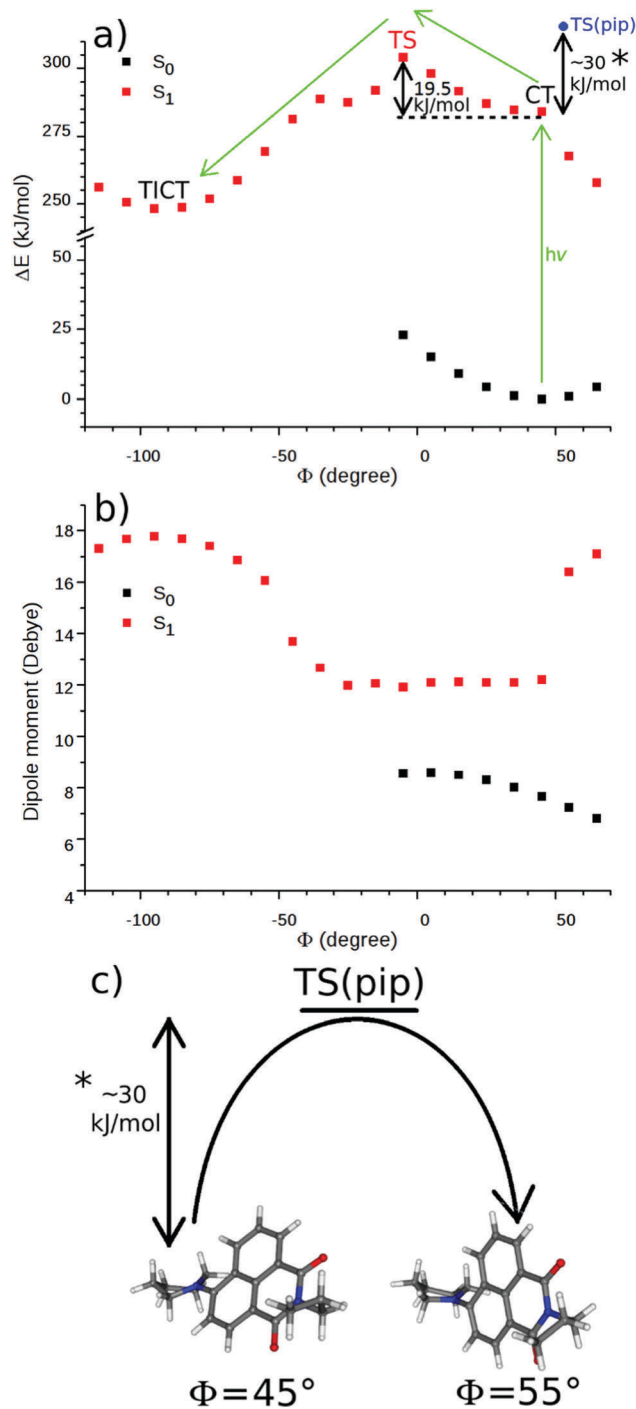 a)
S0
S1
TS
TS(pip)
~30 *
kJ/mol
19.5
kJ/mol
CT
TICT
hν
300
275
250
50
25
0
ΔE (kJ/mol)
-100
-50
0
50
Φ (degree)
b)
S0
S1
18
16
14
12
10
8
6
4
Dipole moment (Debye)
-100
-50
0
50
Φ (degree)
c)
TS(pip)
* ~30
kJ/mol
Φ=45°
Φ=55°